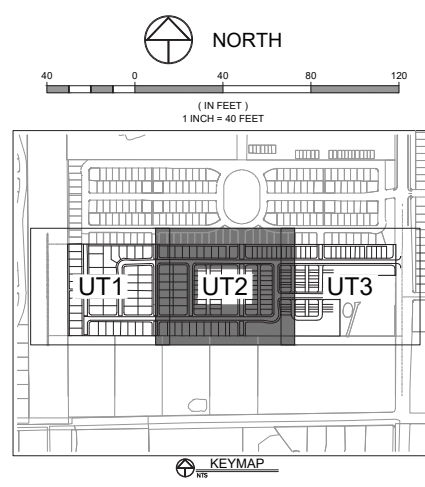 NORTH
40 0 40 80 120
( IN FEET )
1 INCH = 40 FEET
UT1 UT2 UT3
KEYMAP
NTS